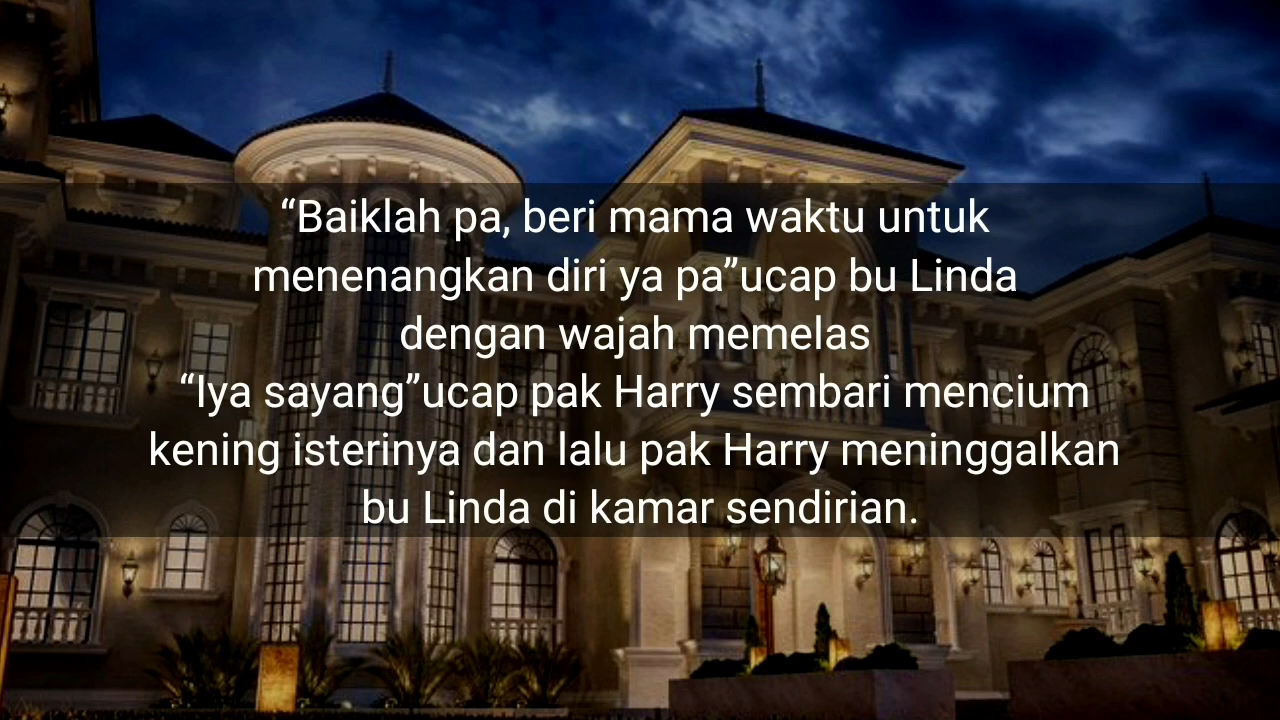 “Baiklah pa, beri mama waktu untuk
menenangkan diri ya pa”ucap bu Linda
dengan wajah memelas
“Iya sayang”ucap pak Harry sembari mencium
kening isterinya dan lalu pak Harry meninggalkan
bu Linda di kamar sendirian.